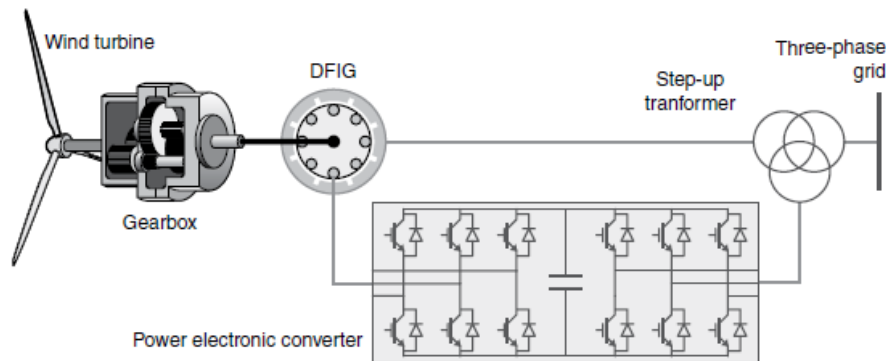 Wind turbine
DFIG
Step-up
tranformer
Three-phase
grid
Gearbox
Power electronic converter